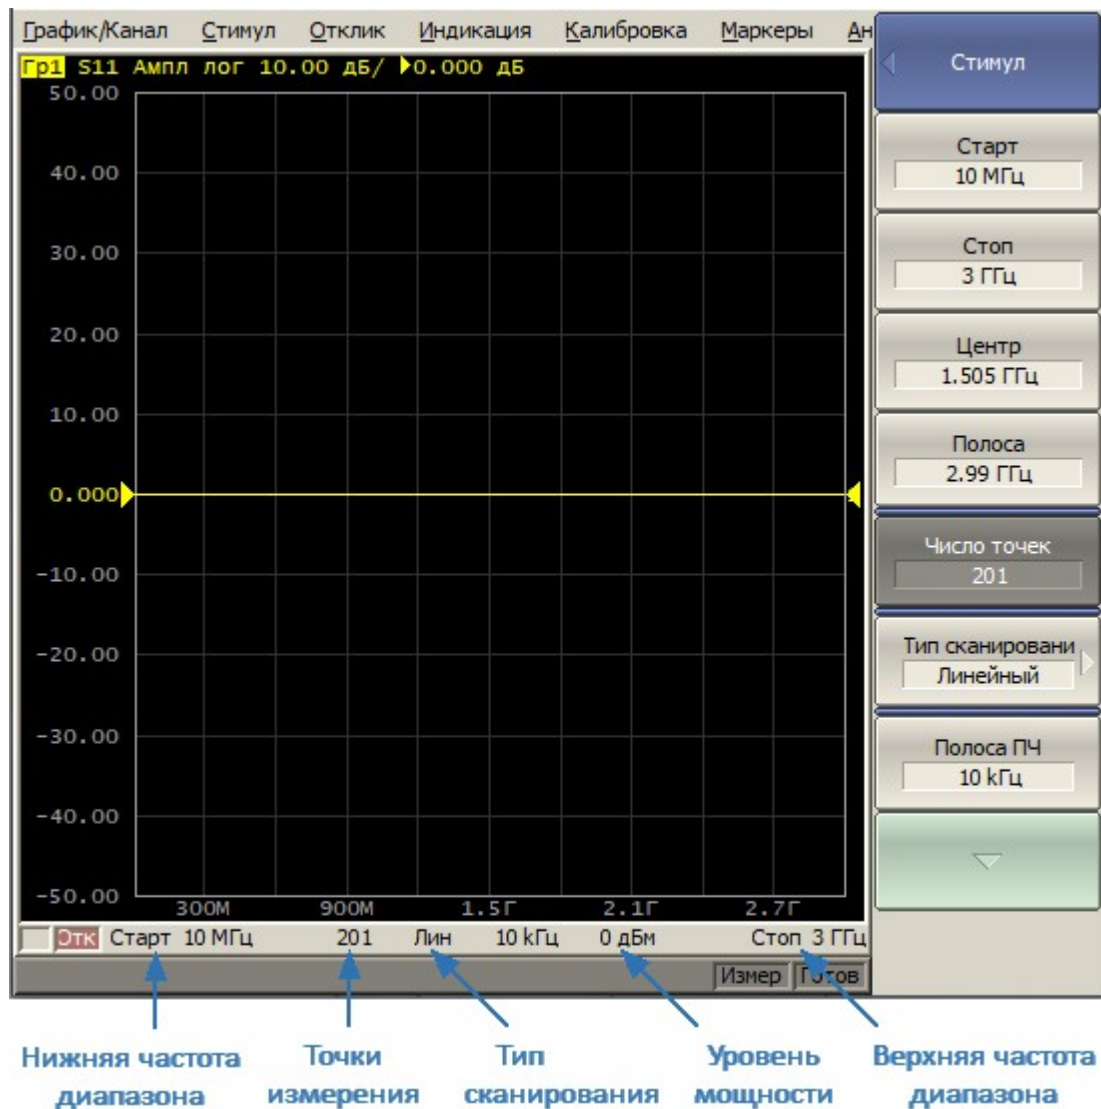 График/Канал Стимул Отклик Индикация Калибровка Маркеры Ан
Гр1 S11 Ампл лог 10.00 дБ/ 0.000 дБ
50.00
40.00
30.00
20.00
10.00
0.000
-10.00
-20.00
-30.00
-40.00
-50.00
300М 900М 1.5Г 2.1Г 2.7Г
Отк Старт 10 МГц 201 Лин 10 kГц 0 дБм Стоп 3 ГГц
Измер Готов
Стимул
Старт
10 МГц
Стоп
3 ГГц
Центр
1.505 ГГц
Полоса
2.99 ГГц
Число точек
201
Тип сканировани
Линейный
Полоса ПЧ
10 kГц
Нижняя частота
диапазона
Точки
измерения
Тип
сканирования
Уровень
мощности
Верхняя частота
диапазона